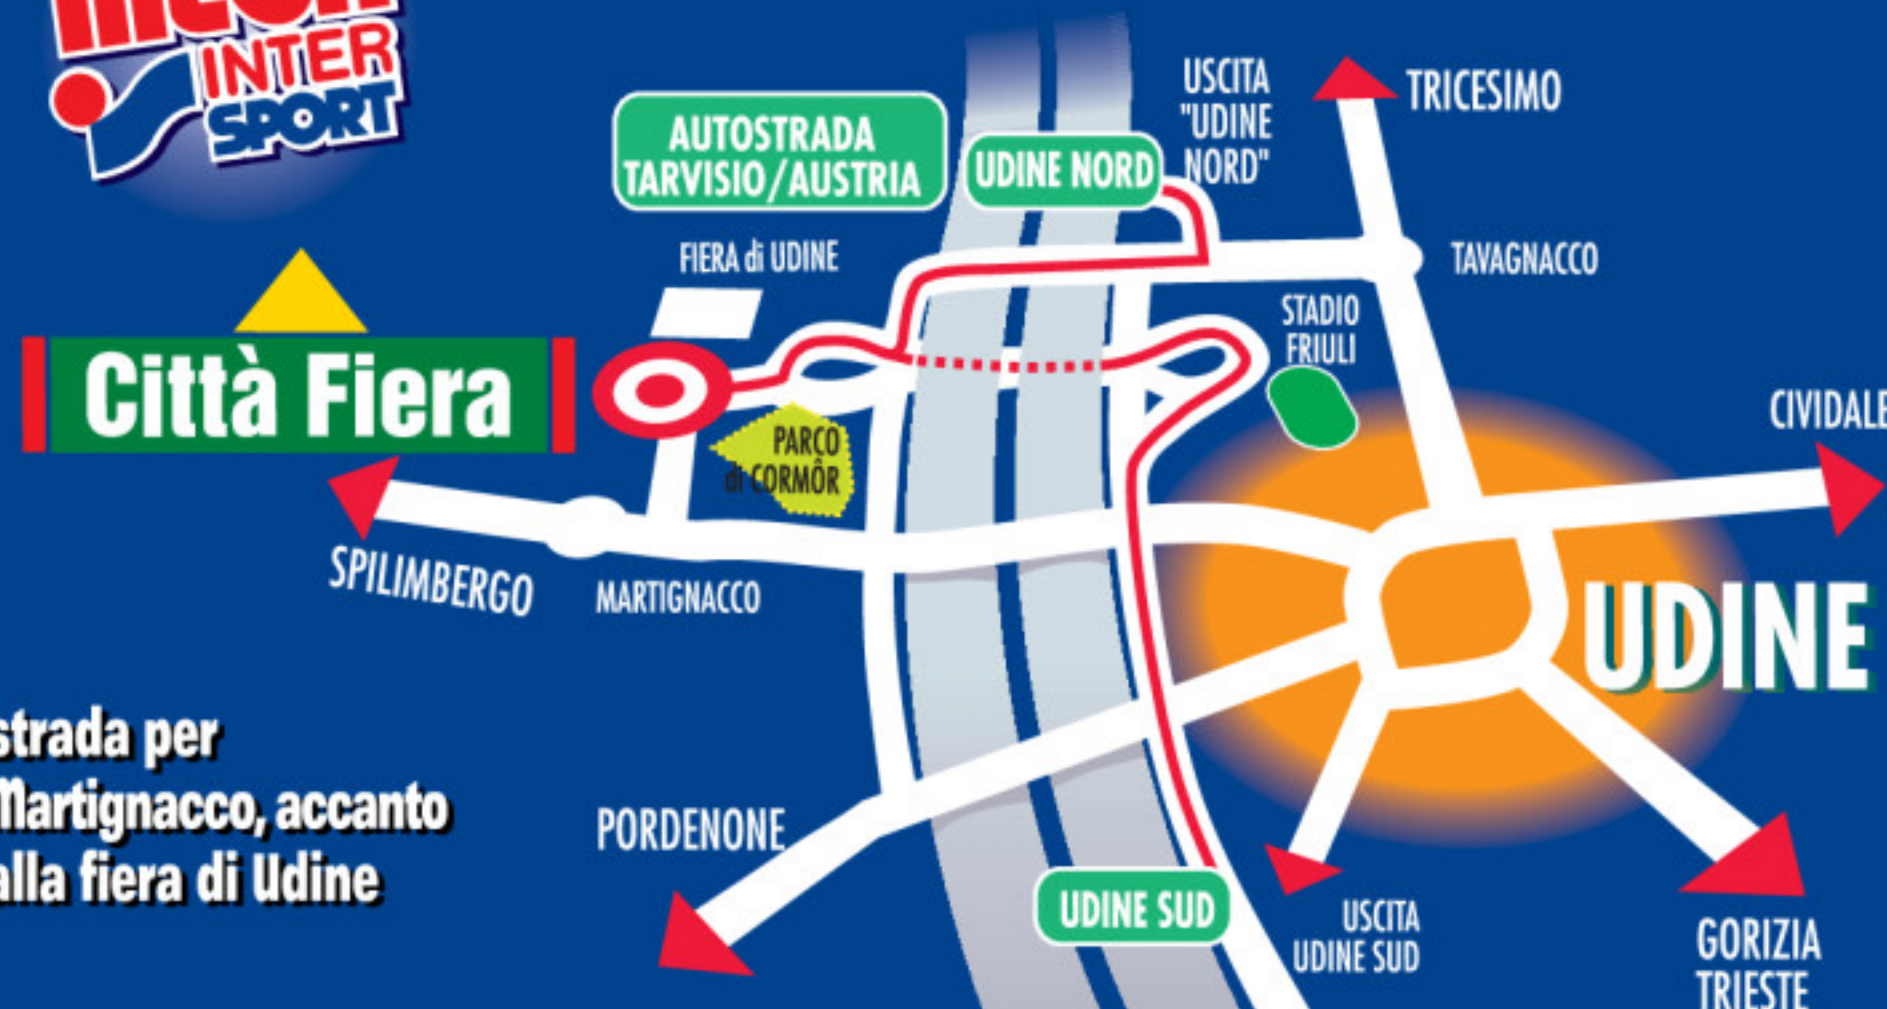 INTER
SPORT
AUTOSTRADA
TARVISIO/AUSTRIA
UDINE NORD
USCITA
"UDINE
NORD"
TRICESIMO
FIERA di UDINE
TAVAGNACCO
STADIO
FRIULI
Città Fiera
PARCO
di CORMÔR
CIVIDALE
SPILIMBERGO
MARTIGNACCO
UDINE
strada per
Martignacco, accanto
alla fiera di Udine
PORDENONE
UDINE SUD
USCITA
UDINE SUD
GORIZIA
TRIESTE